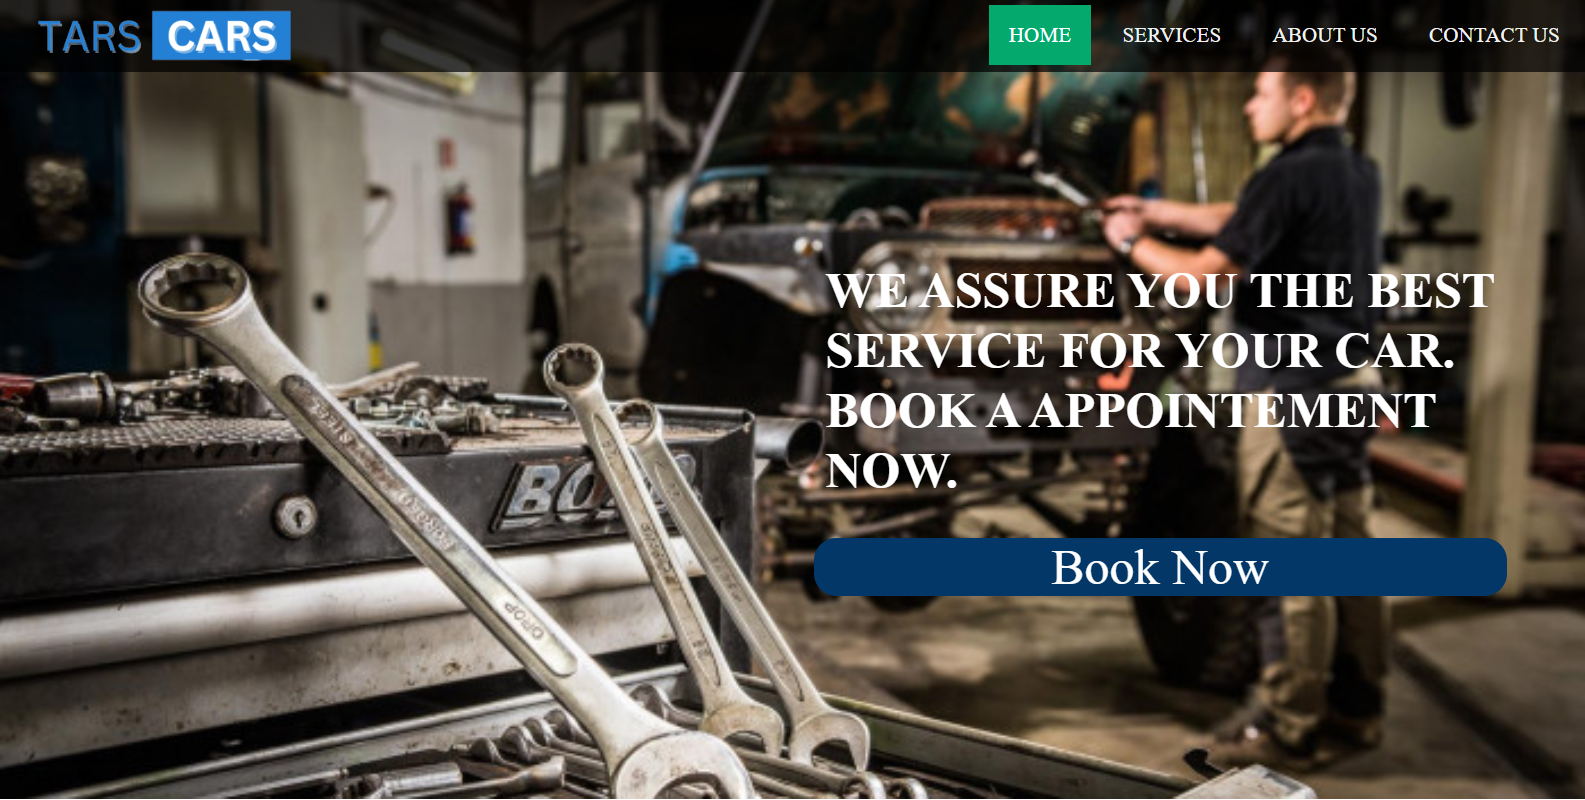 TARS CARS
HOME SERVICES ABOUT US CONTACT US
WE ASSURE YOU THE BEST
SERVICE FOR YOUR CAR.
BOOK A APPOINTEMENT
NOW.
Book Now